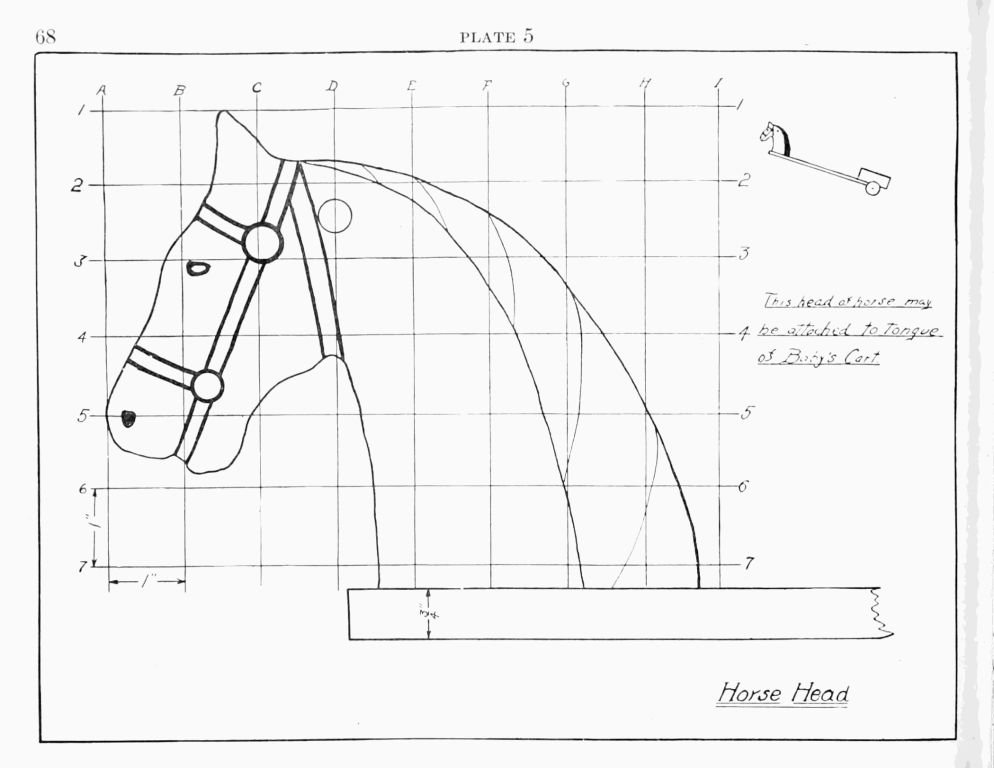 68
PLATE 5
A B C D E F G H I
1 1
2 2
3 3
4 4
5 5
6 6
7 7
1"
1"
3/4"
This head of horse may
be attached to Tongue
of Baby's Cart
Horse Head